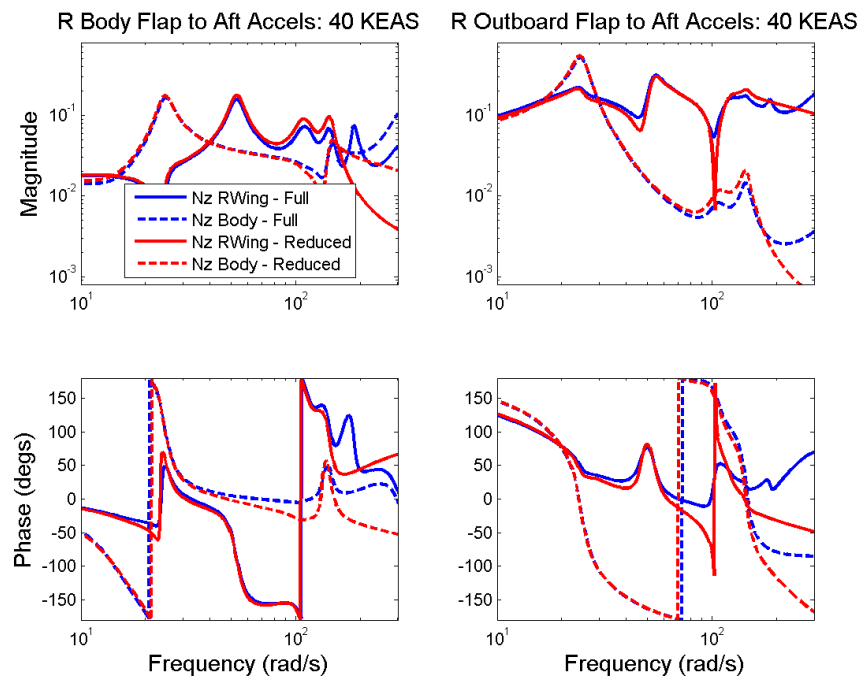 R Body Flap to Aft Accels: 40 KEAS
R Outboard Flap to Aft Accels: 40 KEAS
Magnitude
10^-1
10^-2
10^-3
Nz RWing - Full
Nz Body - Full
Nz RWing - Reduced
Nz Body - Reduced
10^1
10^2
10^-1
10^-2
10^-3
10^1
10^2
Phase (degs)
150
100
50
0
-50
-100
-150
10^1
10^2
Frequency (rad/s)
150
100
50
0
-50
-100
-150
10^1
10^2
Frequency (rad/s)